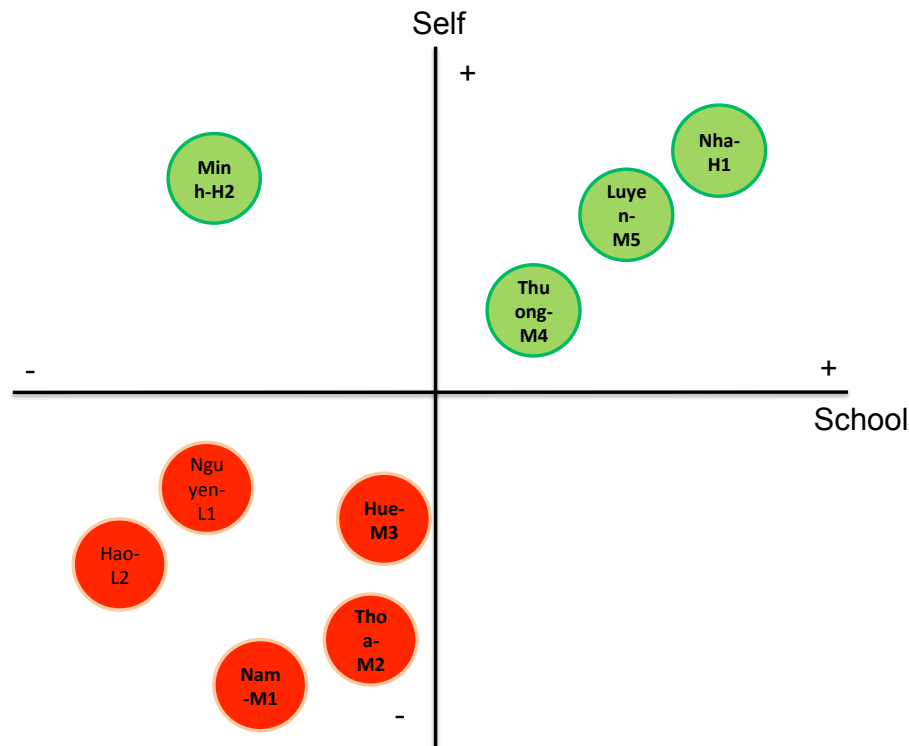 Self
+
Nha-
H1
Min
h-H2
Luye
n-
M5
Thu
ong-
M4
-
+
School
Ngu
yen-
L1
Hue-
M3
Hao-
L2
Tho
a-
M2
Nam
-M1
-